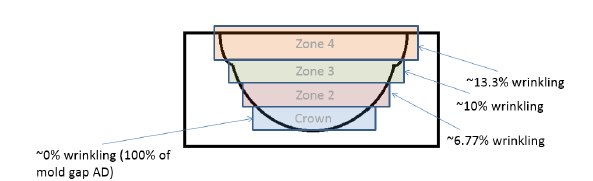 Zone 4
Zone 3
Zone 2
Crown
~13.3% wrinkling
~10% wrinkling
~6.77% wrinkling
~0% wrinkling (100% of
mold gap AD)